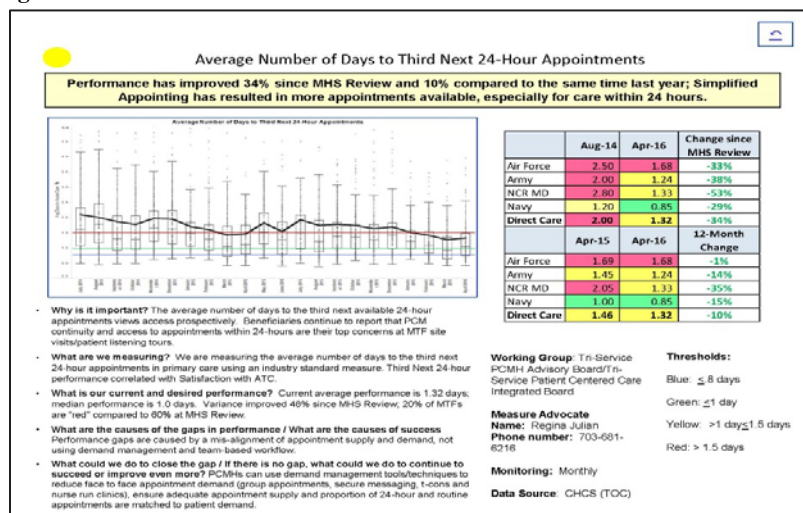 Average Number of Days to Third Next 24-Hour Appointments
Performance has improved 34% since MHS Review and 10% compared to the same time last year; Simplified
Appointing has resulted in more appointments available, especially for care within 24 hours.
Average Number of Days to Third Next 24-Hour Appointments
Aug-14 Apr-16 Change since
MHS Review
Air Force 2.50 1.68 -33%
Army 2.00 1.24 -38%
NCR MD 2.80 1.33 -53%
Navy 1.20 0.85 -29%
Direct Care 2.00 1.32 -34%
Apr-15 Apr-16 12-Month
Change
Air Force 1.69 1.68 -1%
Army 1.45 1.24 -14%
NCR MD 2.05 1.33 -35%
Navy 1.00 0.85 -15%
Direct Care 1.46 1.32 -10%
• Why is it important? The average number of days to the third next available 24-hour
appointments views access prospectively. Beneficiaries continue to report that PCM
continuity and access to appointments within 24-hours are their top concerns at MTF site
visits/patient listening tours.
• What are we measuring? We are measuring the average number of days to the third next
24-hour appointments in primary care using an industry standard measure. Third Next 24-hour
performance correlated with Satisfaction with ATC.
• What is our current and desired performance? Current average performance is 1.32 days;
median performance is 1.0 days. Variance improved 46% since MHS Review; 20% of MTFs
are "red" compared to 60% at MHS Review.
• What are the causes of the gaps in performance / What are the causes of success
Performance gaps are caused by a mis-alignment of appointment supply and demand, not
using demand management and team-based workflow.
• What could we do to close the gap / If there is no gap, what could we do to continue to
succeed or improve even more? PCMHs can use demand management tools/techniques to
reduce face to face appointment demand (group appointments, secure messaging, t-cons and
nurse run clinics), ensure adequate appointment supply and proportion of 24-hour and routine
appointments are matched to patient demand.
Working Group: Tri-Service
PCMH Advisory Board/Tri-
Service Patient Centered Care
Integrated Board
Measure Advocate
Name: Regina Julian
Phone number: 703-681-
6216
Monitoring: Monthly
Data Source: CHCS (TOC)
Thresholds:
Blue: ≤.8 days
Green: ≤1 day
Yellow: >1 day≤1.5 days
Red: > 1.5 days